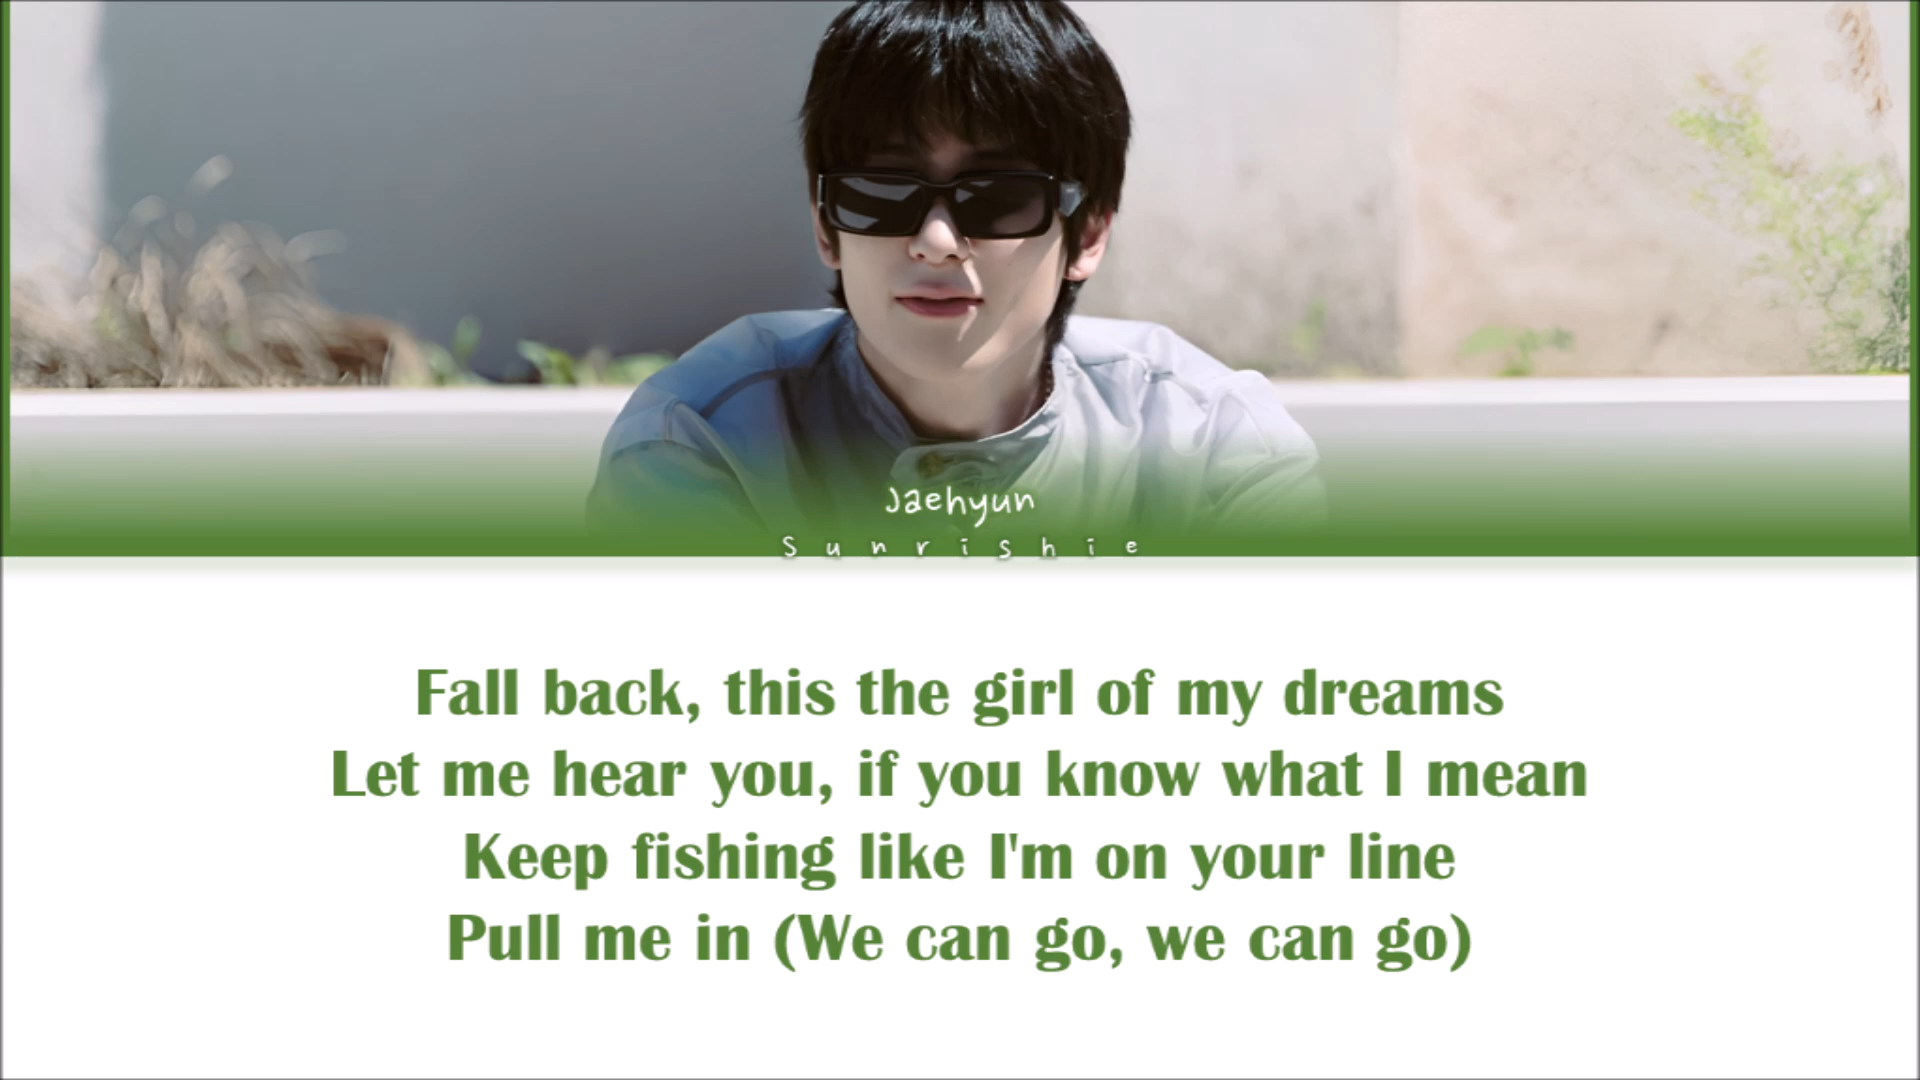 Jaehyun
Sunrishie
Fall back, this the girl of my dreams
Let me hear you, if you know what I mean
Keep fishing like I'm on your line
Pull me in (We can go, we can go)